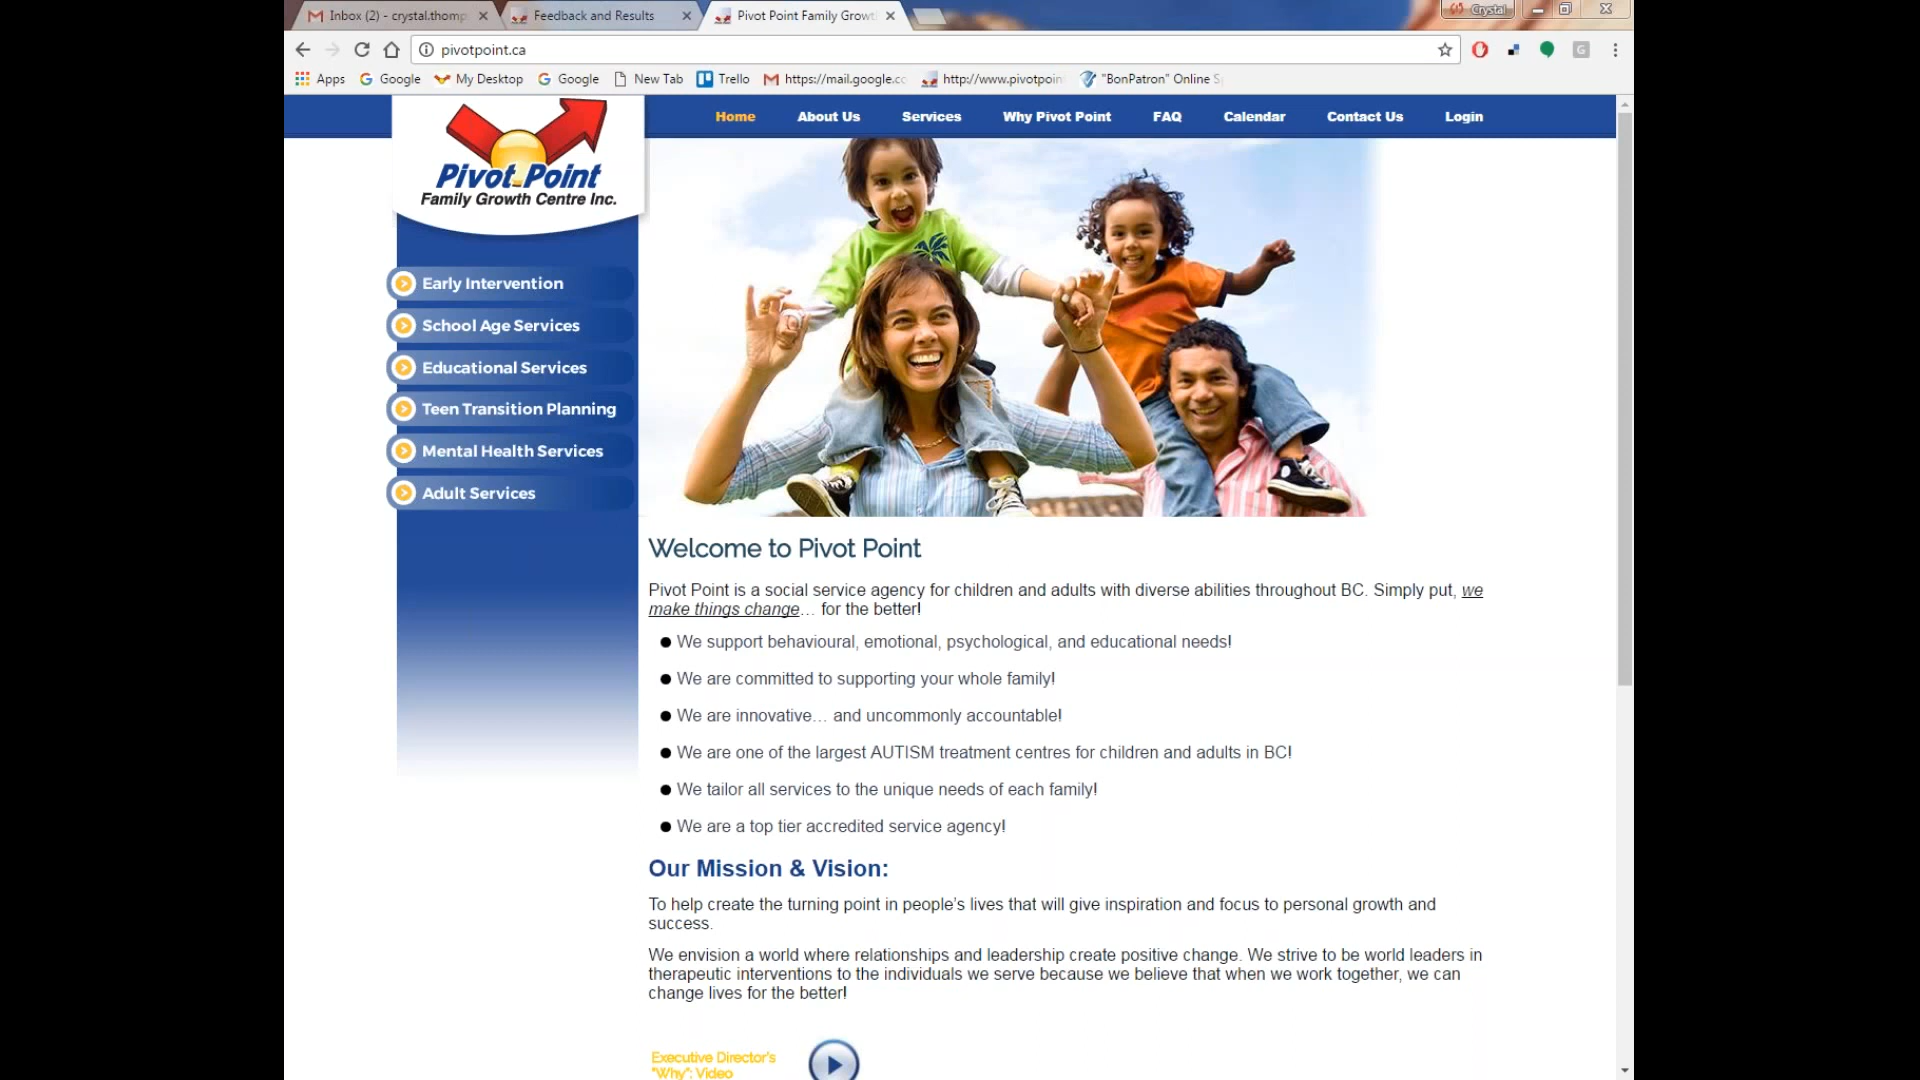 Inbox (2) - crystal.thomp
Feedback and Results
Pivot Point Family Growt
Crystal
pivotpoint.ca
Apps
Google
My Desktop
Google
New Tab
Trello
https://mail.google.cc
http://www.pivotpoin
"BonPatron" Online S
Home
About Us
Services
Why Pivot Point
FAQ
Calendar
Contact Us
Login
Pivot Point
Family Growth Centre Inc.
Early Intervention
School Age Services
Educational Services
Teen Transition Planning
Mental Health Services
Adult Services
Welcome to Pivot Point
Pivot Point is a social service agency for children and adults with diverse abilities throughout BC. Simply put, we
make things change… for the better!
We support behavioural, emotional, psychological, and educational needs!
We are committed to supporting your whole family!
We are innovative… and uncommonly accountable!
We are one of the largest AUTISM treatment centres for children and adults in BC!
We tailor all services to the unique needs of each family!
We are a top tier accredited service agency!
Our Mission & Vision:
To help create the turning point in people's lives that will give inspiration and focus to personal growth and
success.
We envision a world where relationships and leadership create positive change. We strive to be world leaders in
therapeutic interventions to the individuals we serve because we believe that when we work together, we can
change lives for the better!
Executive Director's
"Why": Video